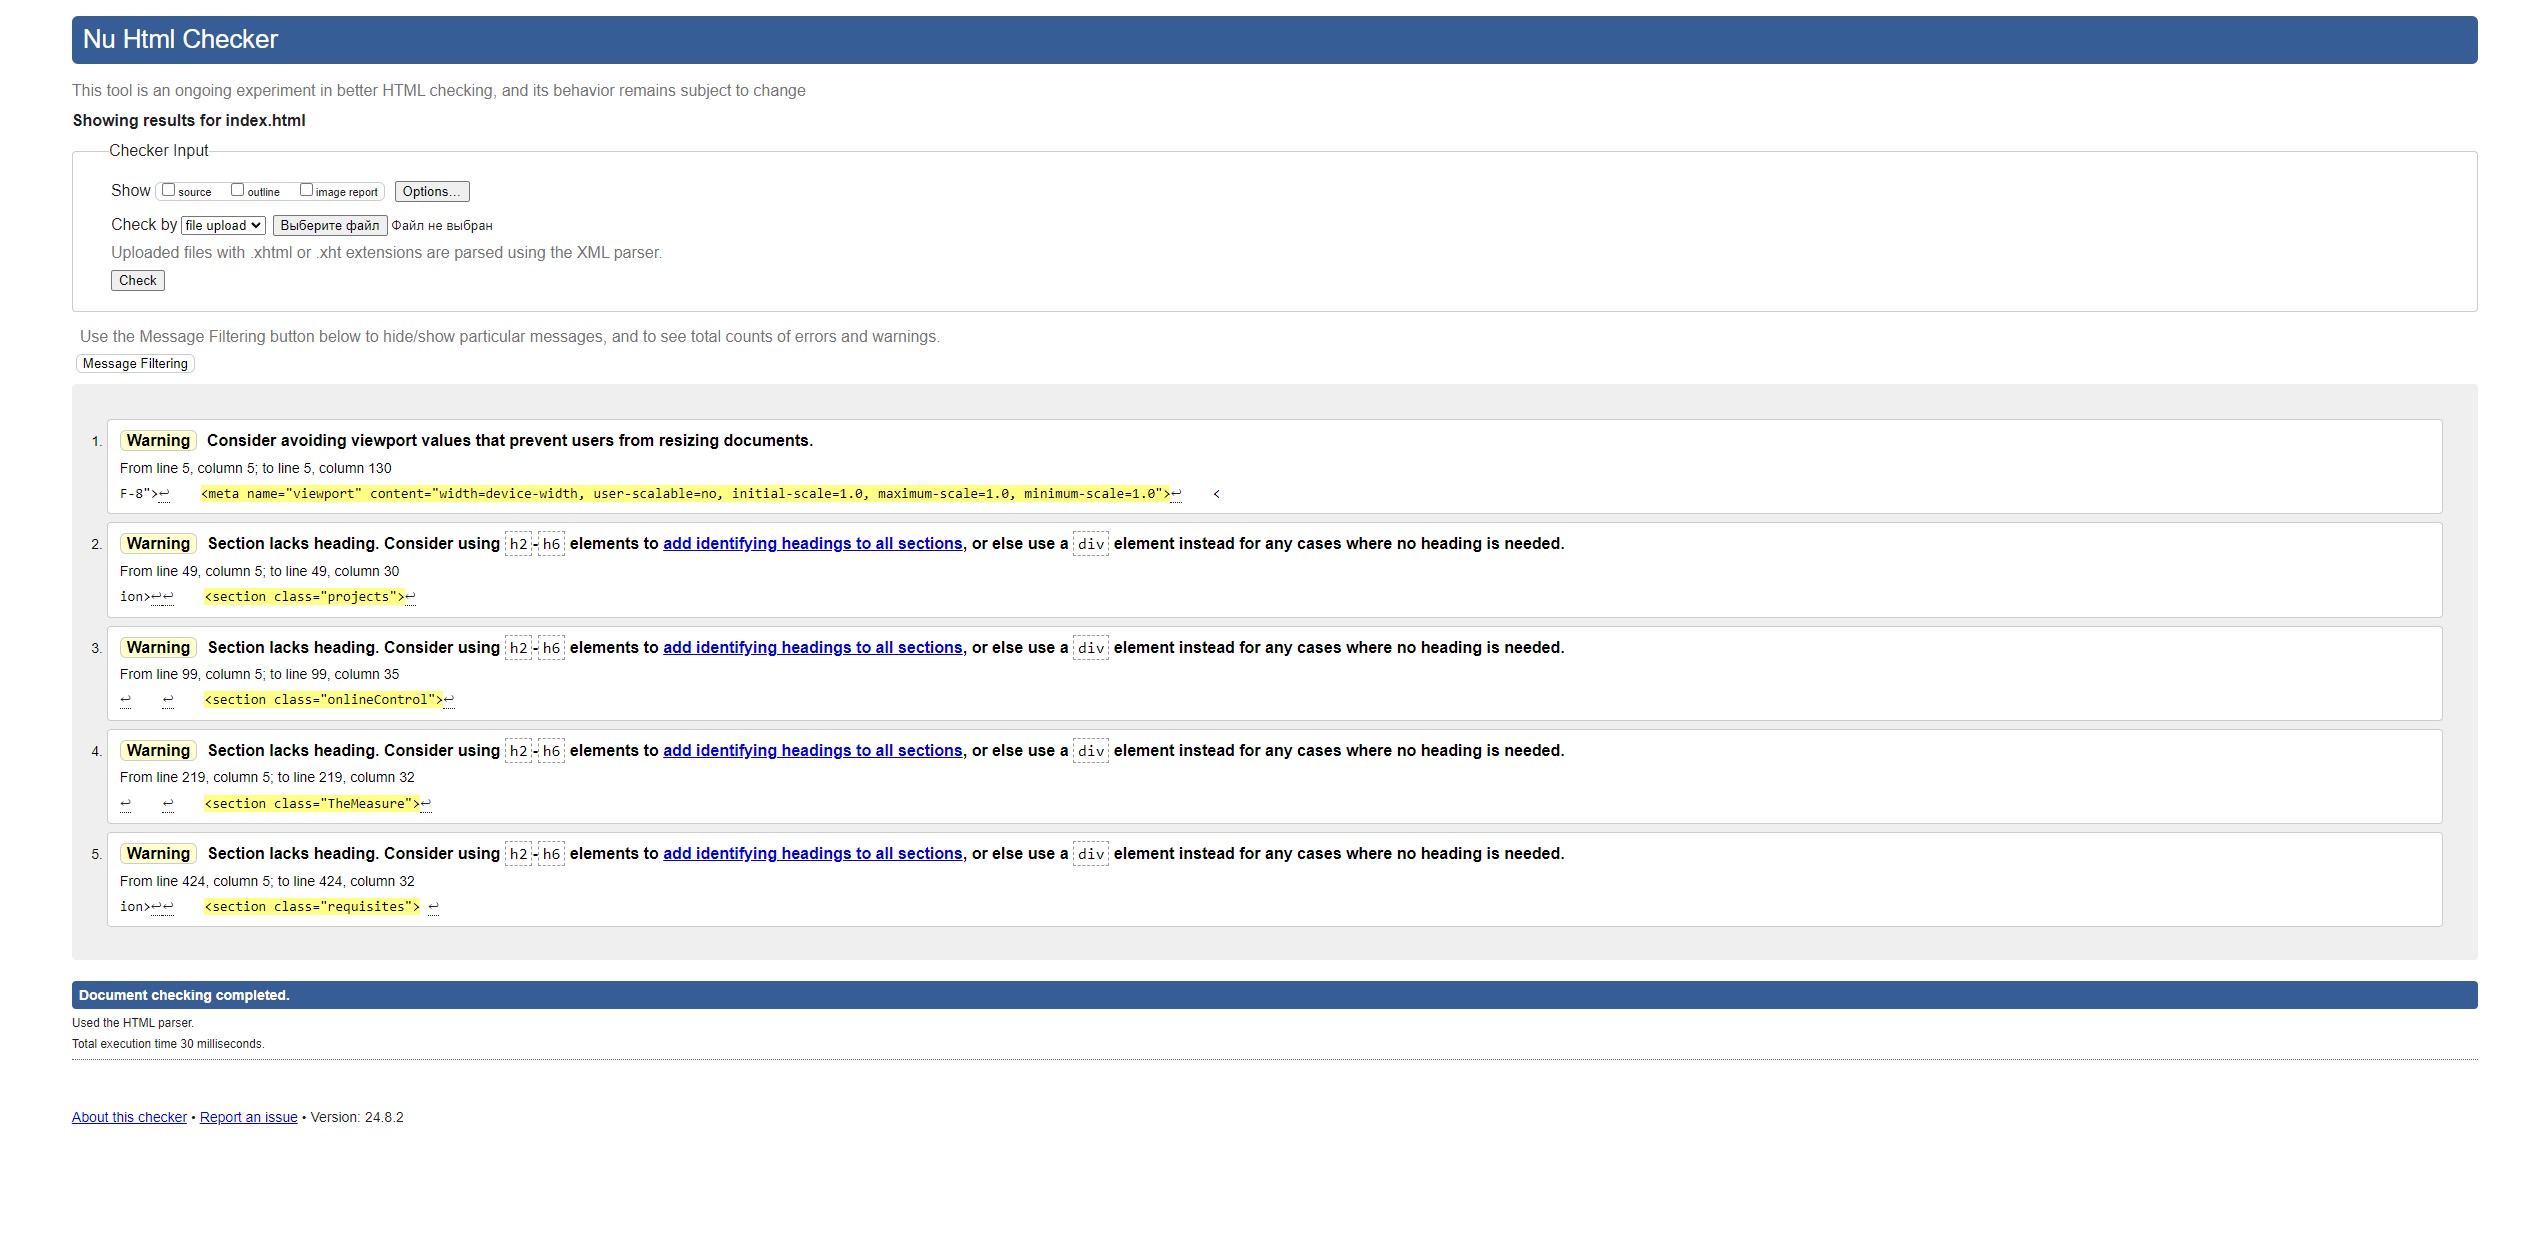 Nu Html Checker
This tool is an ongoing experiment in better HTML checking, and its behavior remains subject to change
Showing results for index.html
Checker Input
Show source outline image report Options...
Check by file upload Выберите файл Файл не выбран
Uploaded files with .xhtml or .xht extensions are parsed using the XML parser.
Check
Use the Message Filtering button below to hide/show particular messages, and to see total counts of errors and warnings.
Message Filtering
1. Warning Consider avoiding viewport values that prevent users from resizing documents.
From line 5, column 5; to line 5, column 130
F-8">↩ <meta name="viewport" content="width=device-width, user-scalable=no, initial-scale=1.0, maximum-scale=1.0, minimum-scale=1.0">↩ <
2. Warning Section lacks heading. Consider using h2-h6 elements to add identifying headings to all sections, or else use a div element instead for any cases where no heading is needed.
From line 49, column 5; to line 49, column 30
ion>↩↩ <section class="projects">↩
3. Warning Section lacks heading. Consider using h2-h6 elements to add identifying headings to all sections, or else use a div element instead for any cases where no heading is needed.
From line 99, column 5; to line 99, column 35
↩ ↩ <section class="onlineControl">↩
4. Warning Section lacks heading. Consider using h2-h6 elements to add identifying headings to all sections, or else use a div element instead for any cases where no heading is needed.
From line 219, column 5; to line 219, column 32
↩ ↩ <section class="TheMeasure">↩
5. Warning Section lacks heading. Consider using h2-h6 elements to add identifying headings to all sections, or else use a div element instead for any cases where no heading is needed.
From line 424, column 5; to line 424, column 32
ion>↩↩ <section class="requisites"> ↩
Document checking completed.
Used the HTML parser.
Total execution time 30 milliseconds.
About this checker • Report an issue • Version: 24.8.2